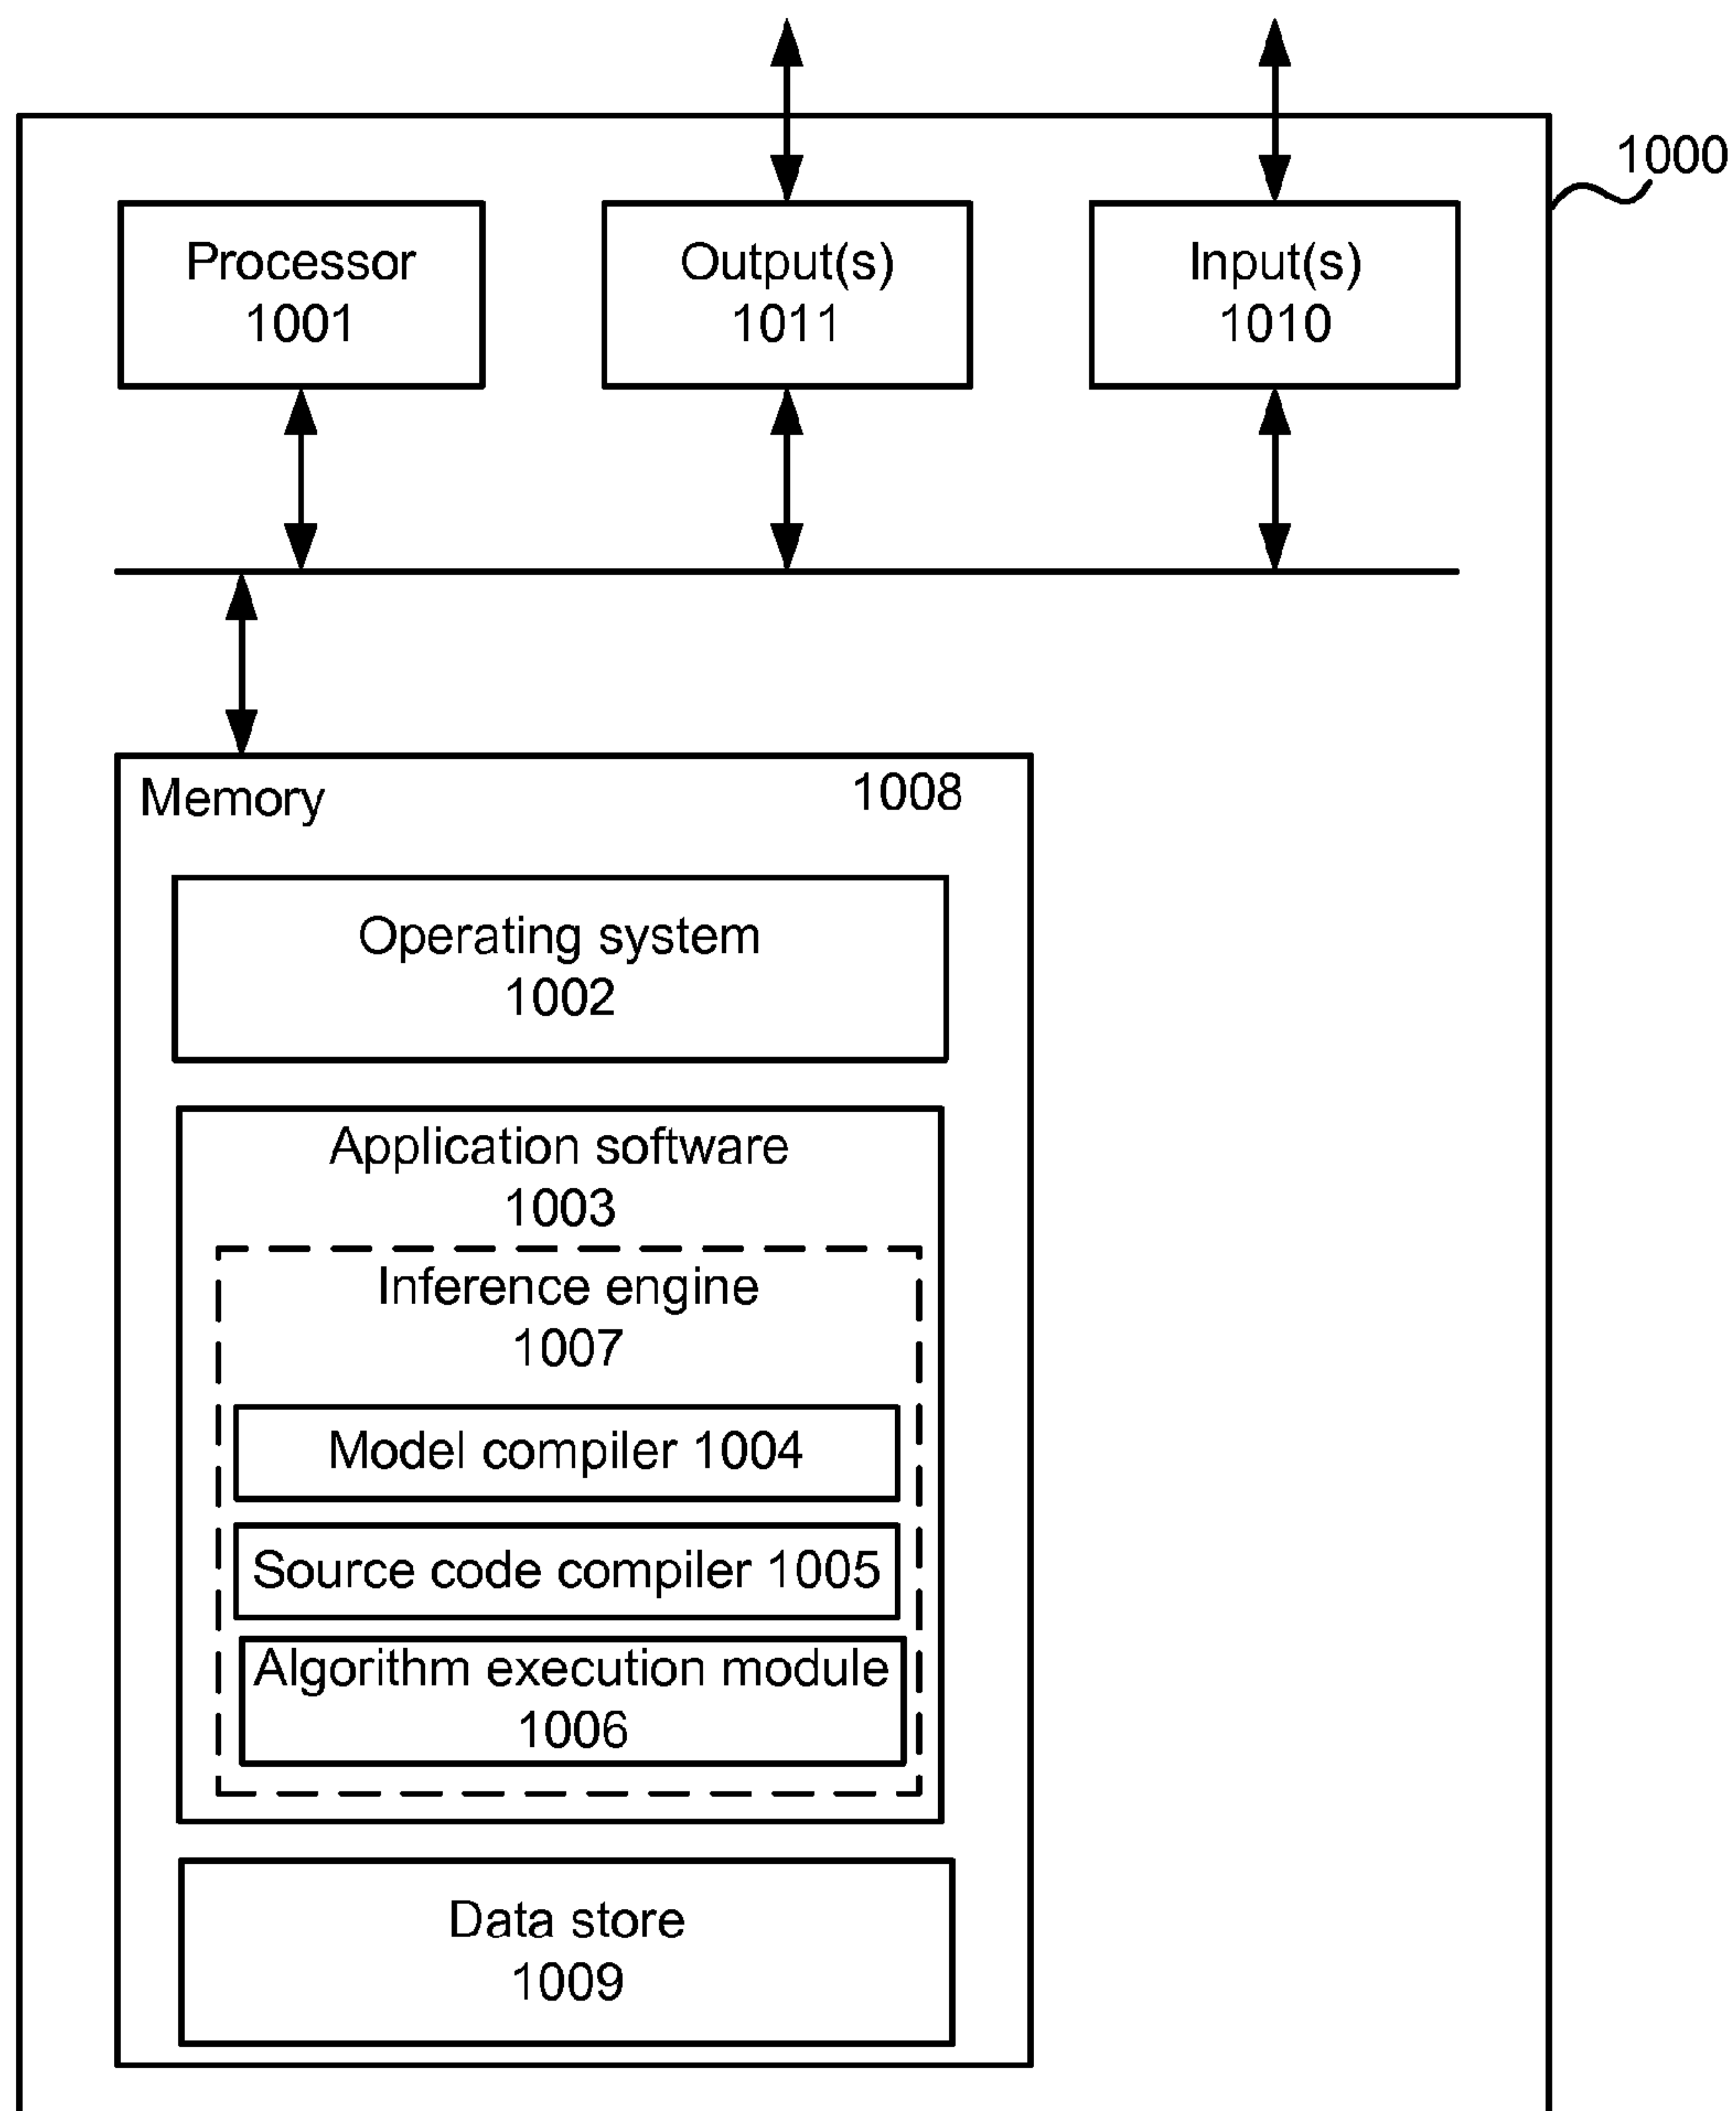 1000
Processor
1001
Output(s)
1011
Input(s)
1010
Memory
1008
Operating system
1002
Application software
1003
Inference engine
1007
Model compiler 1004
Source code compiler 1005
Algorithm execution module
1006
Data store
1009